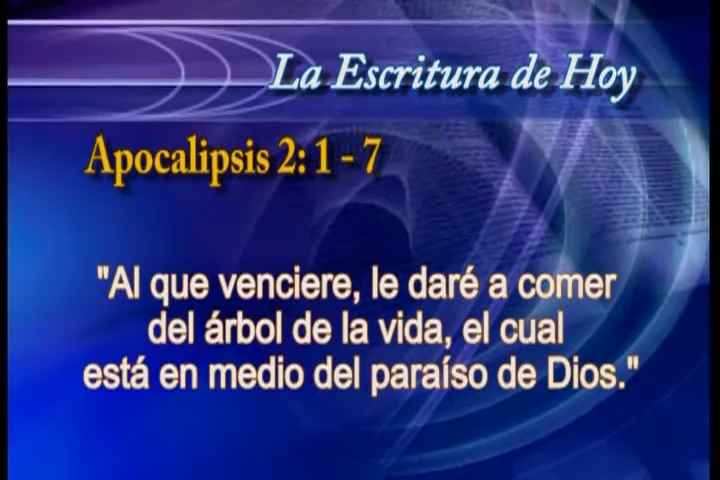 La Escritura de Hoy
Apocalipsis 2: 1 - 7
"Al que venciere, le daré a comer
del árbol de la vida, el cual
está en medio del paraíso de Dios."